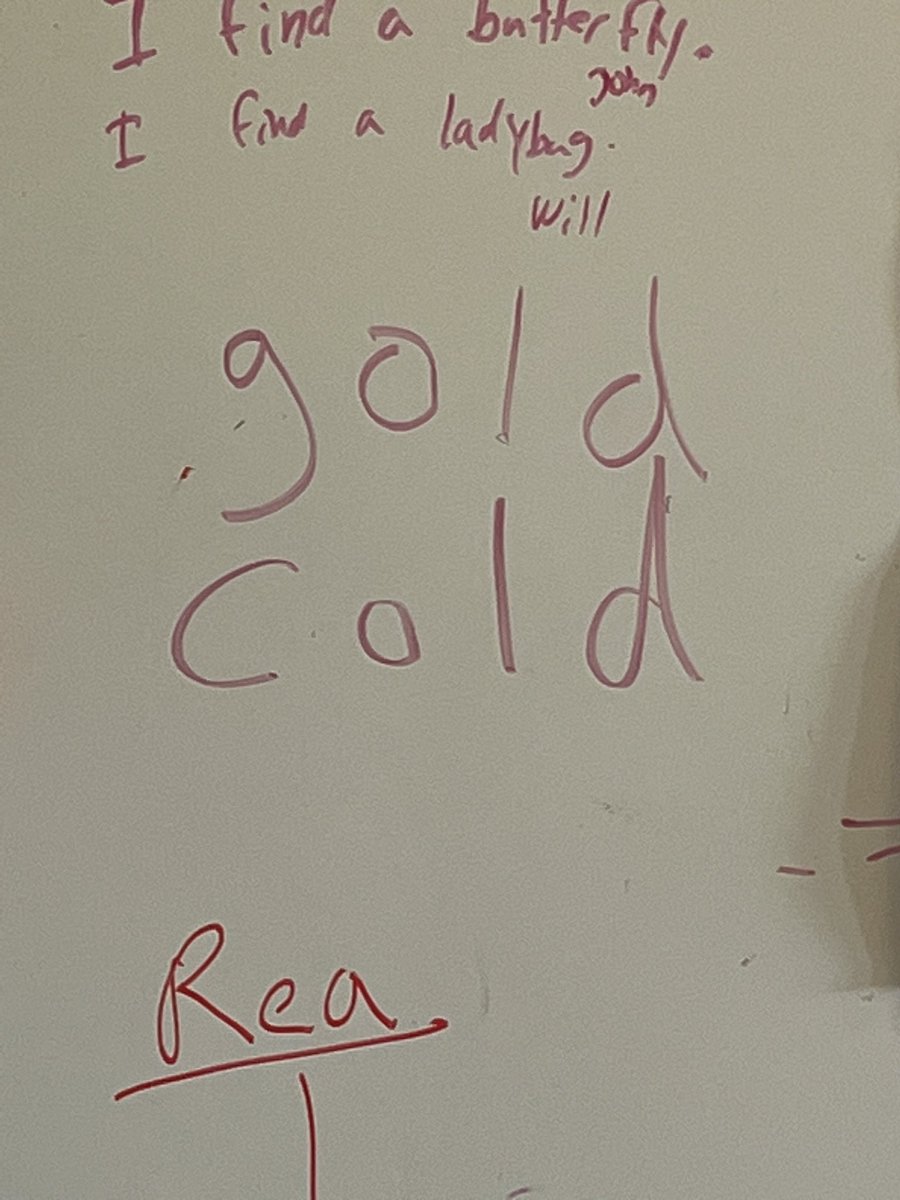 I find a butterfly.
John
I find a ladybug.
Will
gold
cold
Rea